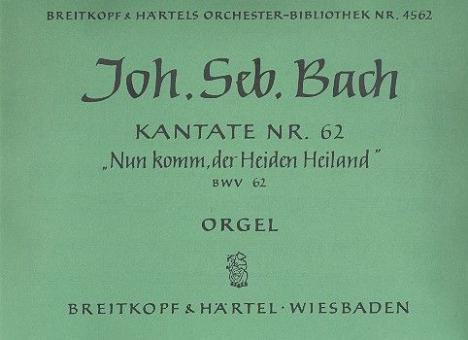 BREITKOPF & HÄRTELS ORCHESTER-BIBLIOTHEK NR. 4562
Joh. Seb. Bach
KANTATE NR. 62
„Nun komm, der Heiden Heiland”
BWV 62
ORGEL
BREITKOPF & HÄRTEL · WIESBADEN